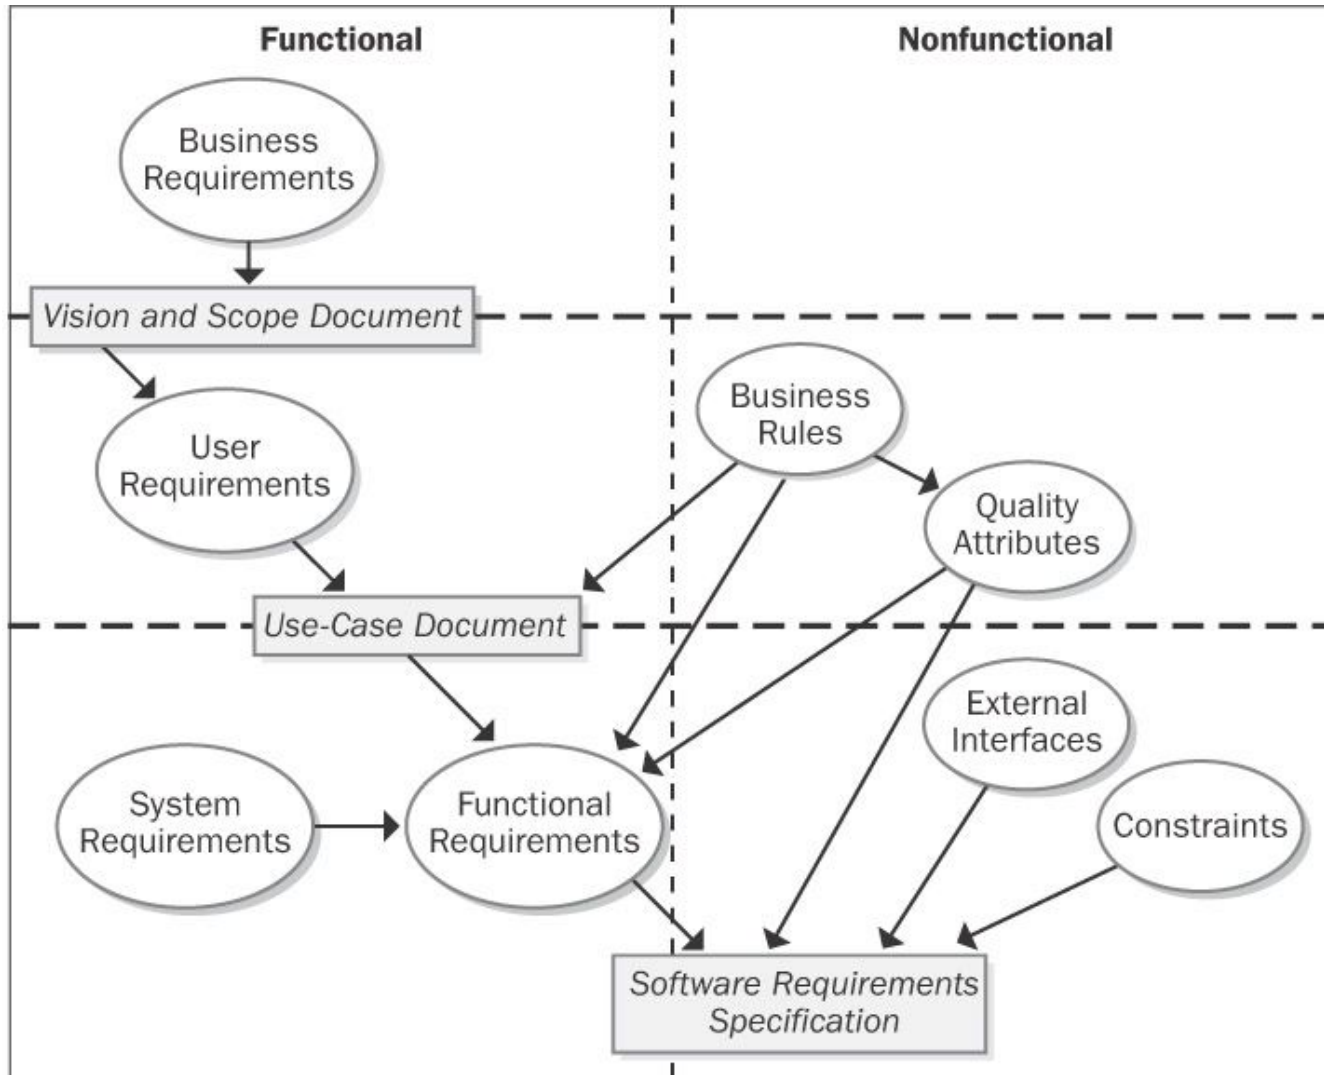 Functional
Nonfunctional
Business
Requirements
Vision and Scope Document
User
Requirements
Business
Rules
Quality
Attributes
Use-Case Document
External
Interfaces
System
Requirements
Functional
Requirements
Constraints
Software Requirements
Specification